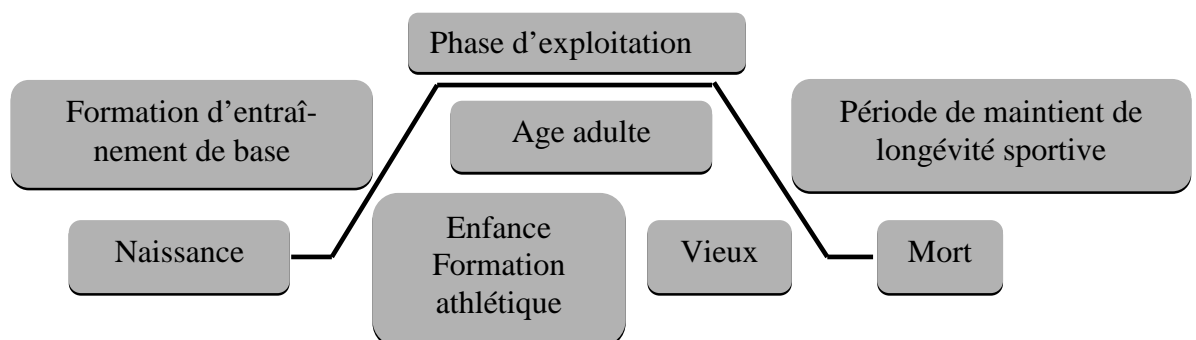 Phase d’exploitation
Formation d’entraî-
nement de base
Age adulte
Période de maintient de
longévité sportive
Naissance
Enfance
Formation
athlétique
Vieux
Mort